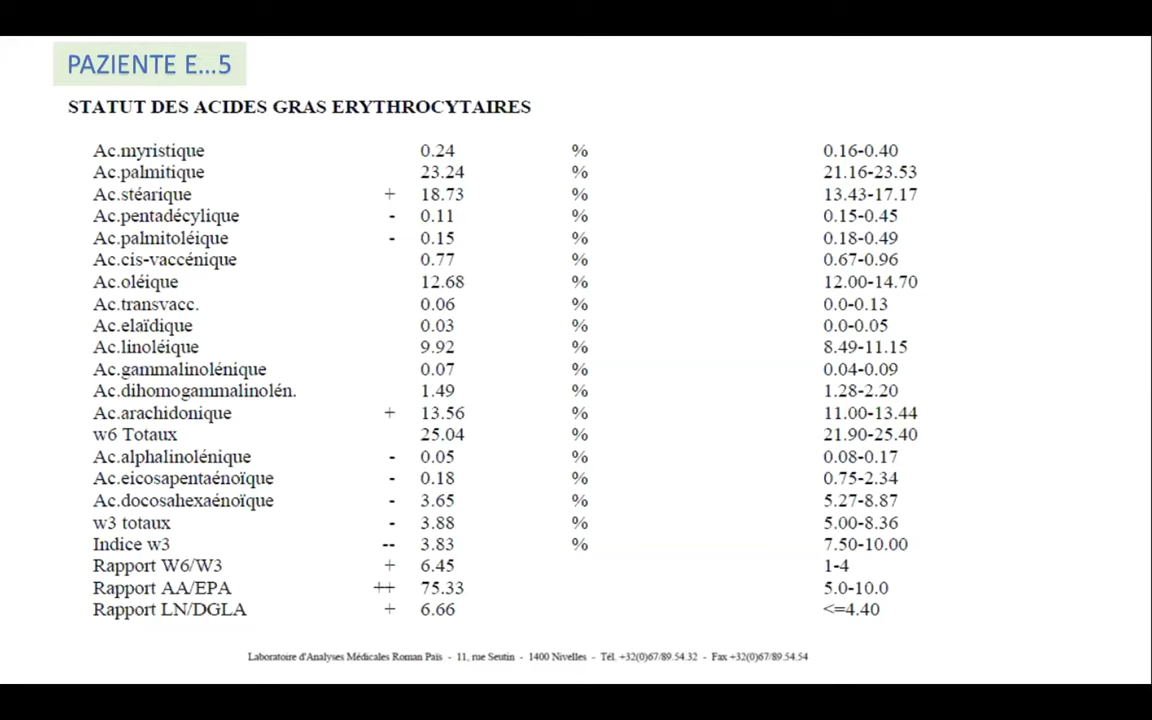 PAZIENTE E...5
STATUT DES ACIDES GRAS ERYTHROCYTAIRES
Ac.myristique 0.24 % 0.16-0.40
Ac.palmitique 23.24 % 21.16-23.53
Ac.stéarique + 18.73 % 13.43-17.17
Ac.pentadécylique - 0.11 % 0.15-0.45
Ac.palmitoléique - 0.15 % 0.18-0.49
Ac.cis-vaccénique 0.77 % 0.67-0.96
Ac.oléique 12.68 % 12.00-14.70
Ac.transvacc. 0.06 % 0.0-0.13
Ac.elaïdique 0.03 % 0.0-0.05
Ac.linoléique 9.92 % 8.49-11.15
Ac.gammalinolénique 0.07 % 0.04-0.09
Ac.dihomogammalinolén. 1.49 % 1.28-2.20
Ac.arachidonique + 13.56 % 11.00-13.44
w6 Totaux 25.04 % 21.90-25.40
Ac.alphalinolénique - 0.05 % 0.08-0.17
Ac.eicosapentaénoïque - 0.18 % 0.75-2.34
Ac.docosahexaénoïque - 3.65 % 5.27-8.87
w3 totaux - 3.88 % 5.00-8.36
Indice w3 -- 3.83 % 7.50-10.00
Rapport W6/W3 + 6.45 1-4
Rapport AA/EPA ++ 75.33 5.0-10.0
Rapport LN/DGLA + 6.66 <=4.40
Laboratoire d'Analyses Médicales Roman Païs - 11, rue Seutin - 1400 Nivelles - Tél. +32(0)67/89.54.32 - Fax +32(0)67/89.54.54